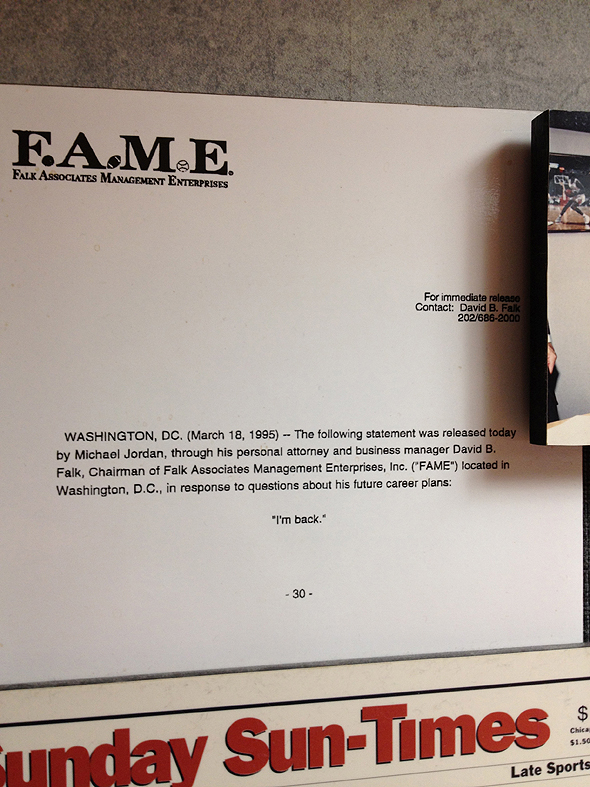 F.A.M.E.
FALK ASSOCIATES MANAGEMENT ENTERPRISES
For immediate release
Contact: David B. Falk
202/686-2000
WASHINGTON, DC. (March 18, 1995) -- The following statement was released today
by Michael Jordan, through his personal attorney and business manager David B.
Falk, Chairman of Falk Associates Management Enterprises, Inc. ("FAME") located in
Washington, D.C., in response to questions about his future career plans:
"I'm back."
- 30 -
Sunday Sun-Times
$
$1.50
Late Sports